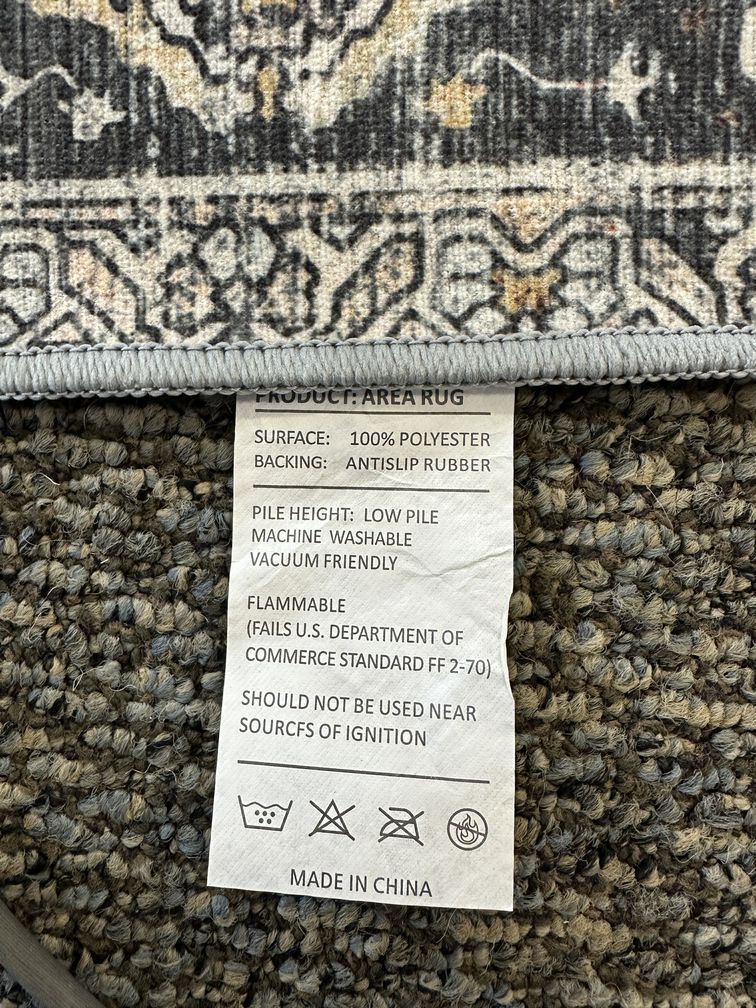 PRODUCT: AREA RUG
SURFACE: 100% POLYESTER
BACKING: ANTISLIP RUBBER
PILE HEIGHT: LOW PILE
MACHINE WASHABLE
VACUUM FRIENDLY
FLAMMABLE
(FAILS U.S. DEPARTMENT OF
COMMERCE STANDARD FF 2-70)
SHOULD NOT BE USED NEAR
SOURCFS OF IGNITION
MADE IN CHINA